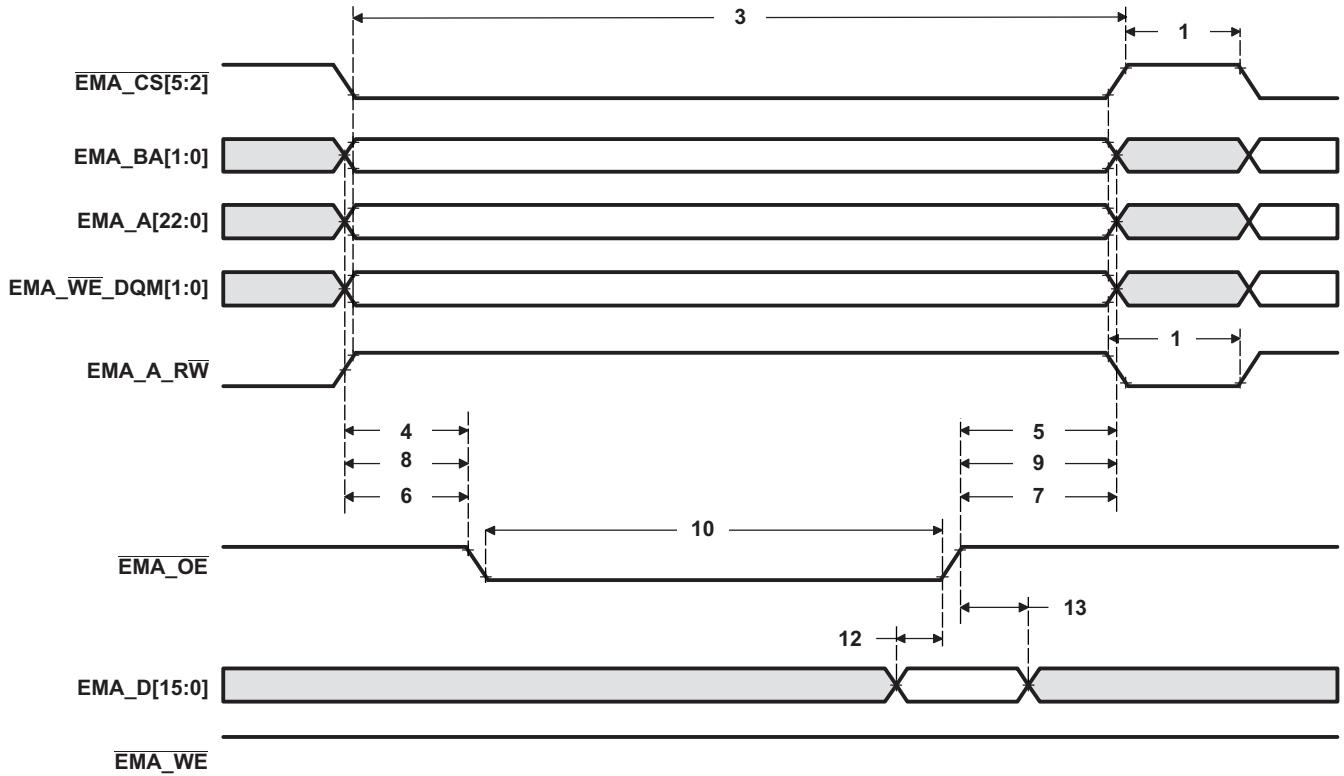 3
1
EMA_CS[5:2]
EMA_BA[1:0]
EMA_A[22:0]
EMA_WE_DQM[1:0]
1
EMA_A_RW
4
5
8
9
6
7
10
EMA_OE
13
12
EMA_D[15:0]
EMA_WE